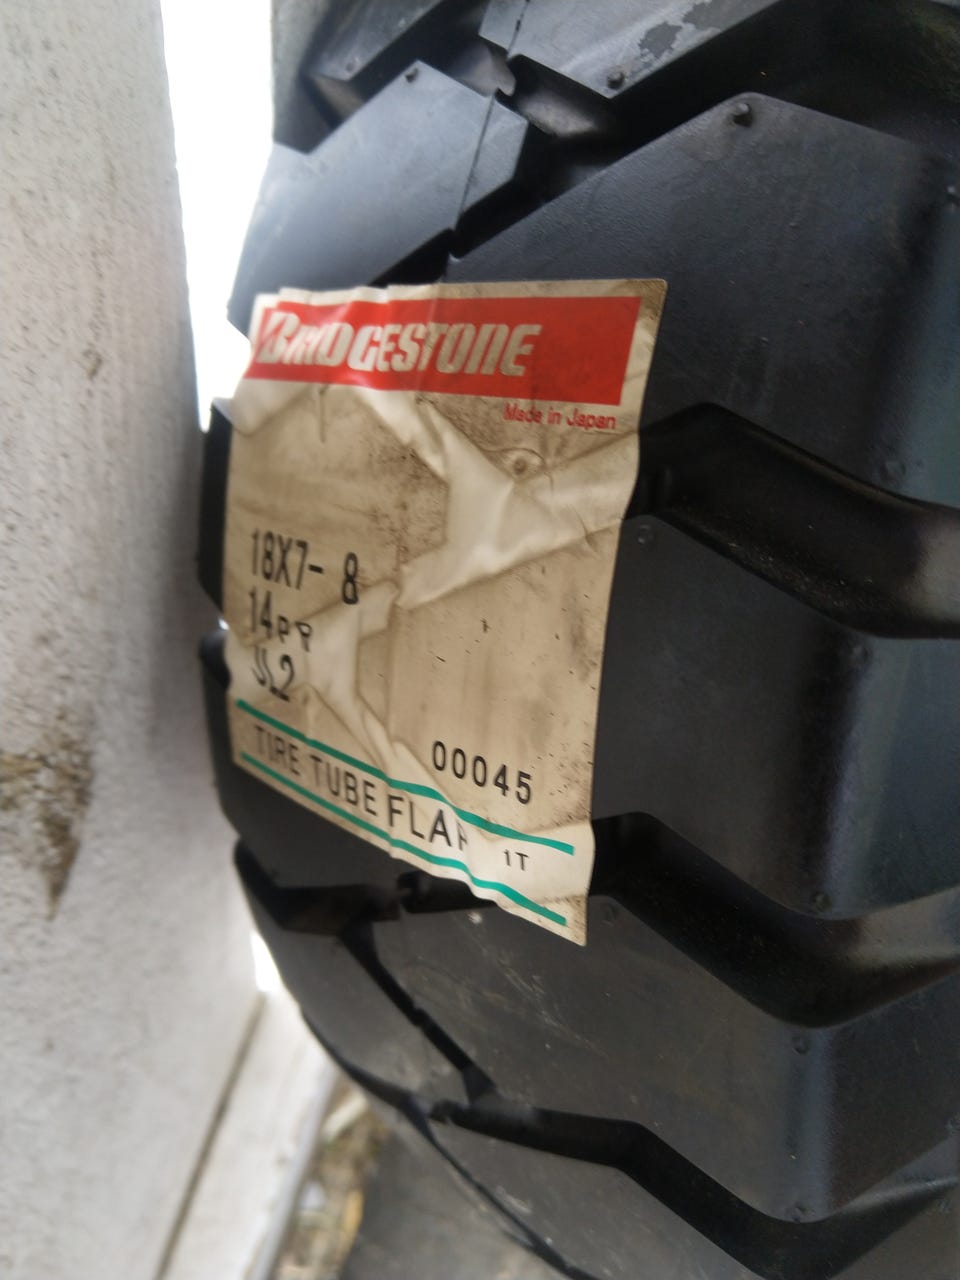 BRIDGESTONE
Made in Japan
18X7- 8
14PR
JL2
00045
TIRE TUBE FLAP 1T